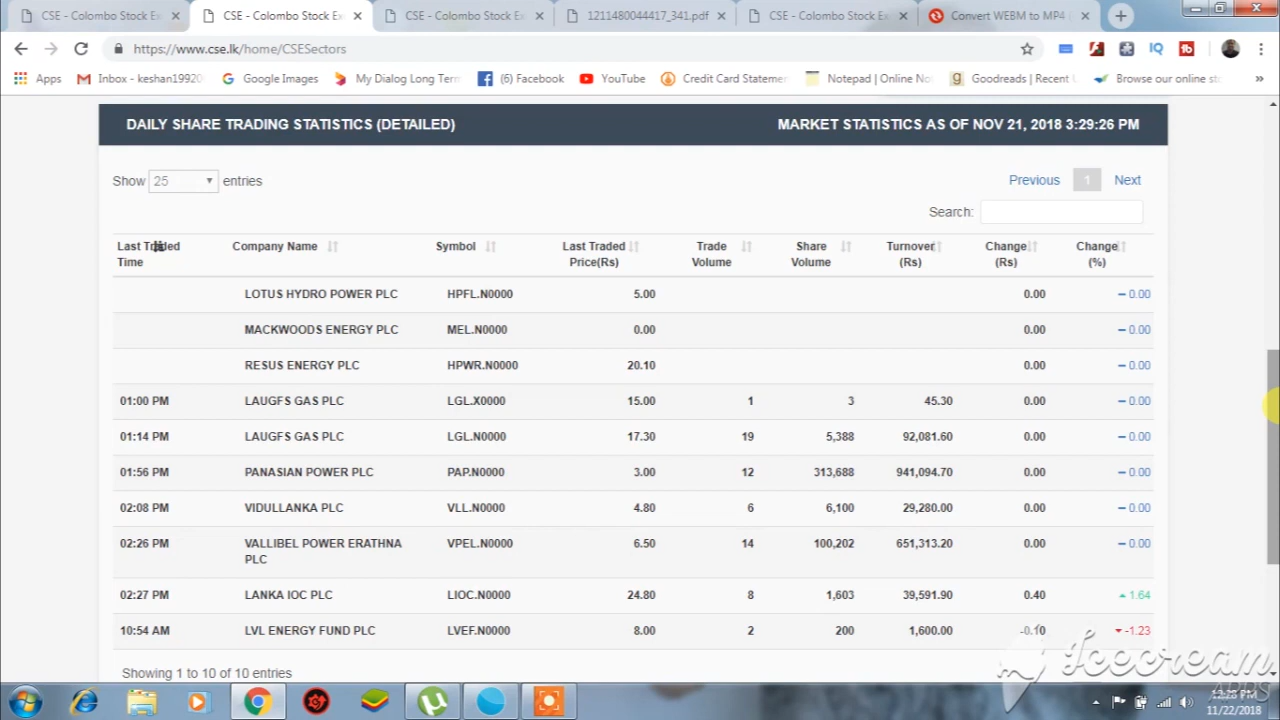 CSE - Colombo Stock Ex
CSE - Colombo Stock Ex
CSE - Colombo Stock Ex
1211480044417_341.pdf
CSE - Colombo Stock Ex
Convert WEBM to MP4 (
https://www.cse.lk/home/CSESectors
IQ
Apps
Inbox - keshan19920
Google Images
My Dialog Long Term
(6) Facebook
YouTube
Credit Card Statemen
Notepad | Online No
Goodreads | Recent U
Browse our online sto
DAILY SHARE TRADING STATISTICS (DETAILED) MARKET STATISTICS AS OF NOV 21, 2018 3:29:26 PM
Show 25 entries Previous 1 Next
Search:
Last Traded Time Company Name Symbol Last Traded Price(Rs) Trade Volume Share Volume Turnover (Rs) Change (Rs) Change (%)
LOTUS HYDRO POWER PLC HPFL.N0000 5.00 0.00 0.00
MACKWOODS ENERGY PLC MEL.N0000 0.00 0.00 0.00
RESUS ENERGY PLC HPWR.N0000 20.10 0.00 0.00
01:00 PM LAUGFS GAS PLC LGL.X0000 15.00 1 3 45.30 0.00 0.00
01:14 PM LAUGFS GAS PLC LGL.N0000 17.30 19 5,388 92,081.60 0.00 0.00
01:56 PM PANASIAN POWER PLC PAP.N0000 3.00 12 313,688 941,094.70 0.00 0.00
02:08 PM VIDULLANKA PLC VLL.N0000 4.80 6 6,100 29,280.00 0.00 0.00
02:26 PM VALLIBEL POWER ERATHNA PLC VPEL.N0000 6.50 14 100,202 651,313.20 0.00 0.00
02:27 PM LANKA IOC PLC LIOC.N0000 24.80 8 1,603 39,591.90 0.40 1.64
10:54 AM LVL ENERGY FUND PLC LVEF.N0000 8.00 2 200 1,600.00 -0.10 -1.23
Showing 1 to 10 of 10 entries
Icecream
APPS
12:28 PM
11/22/2018